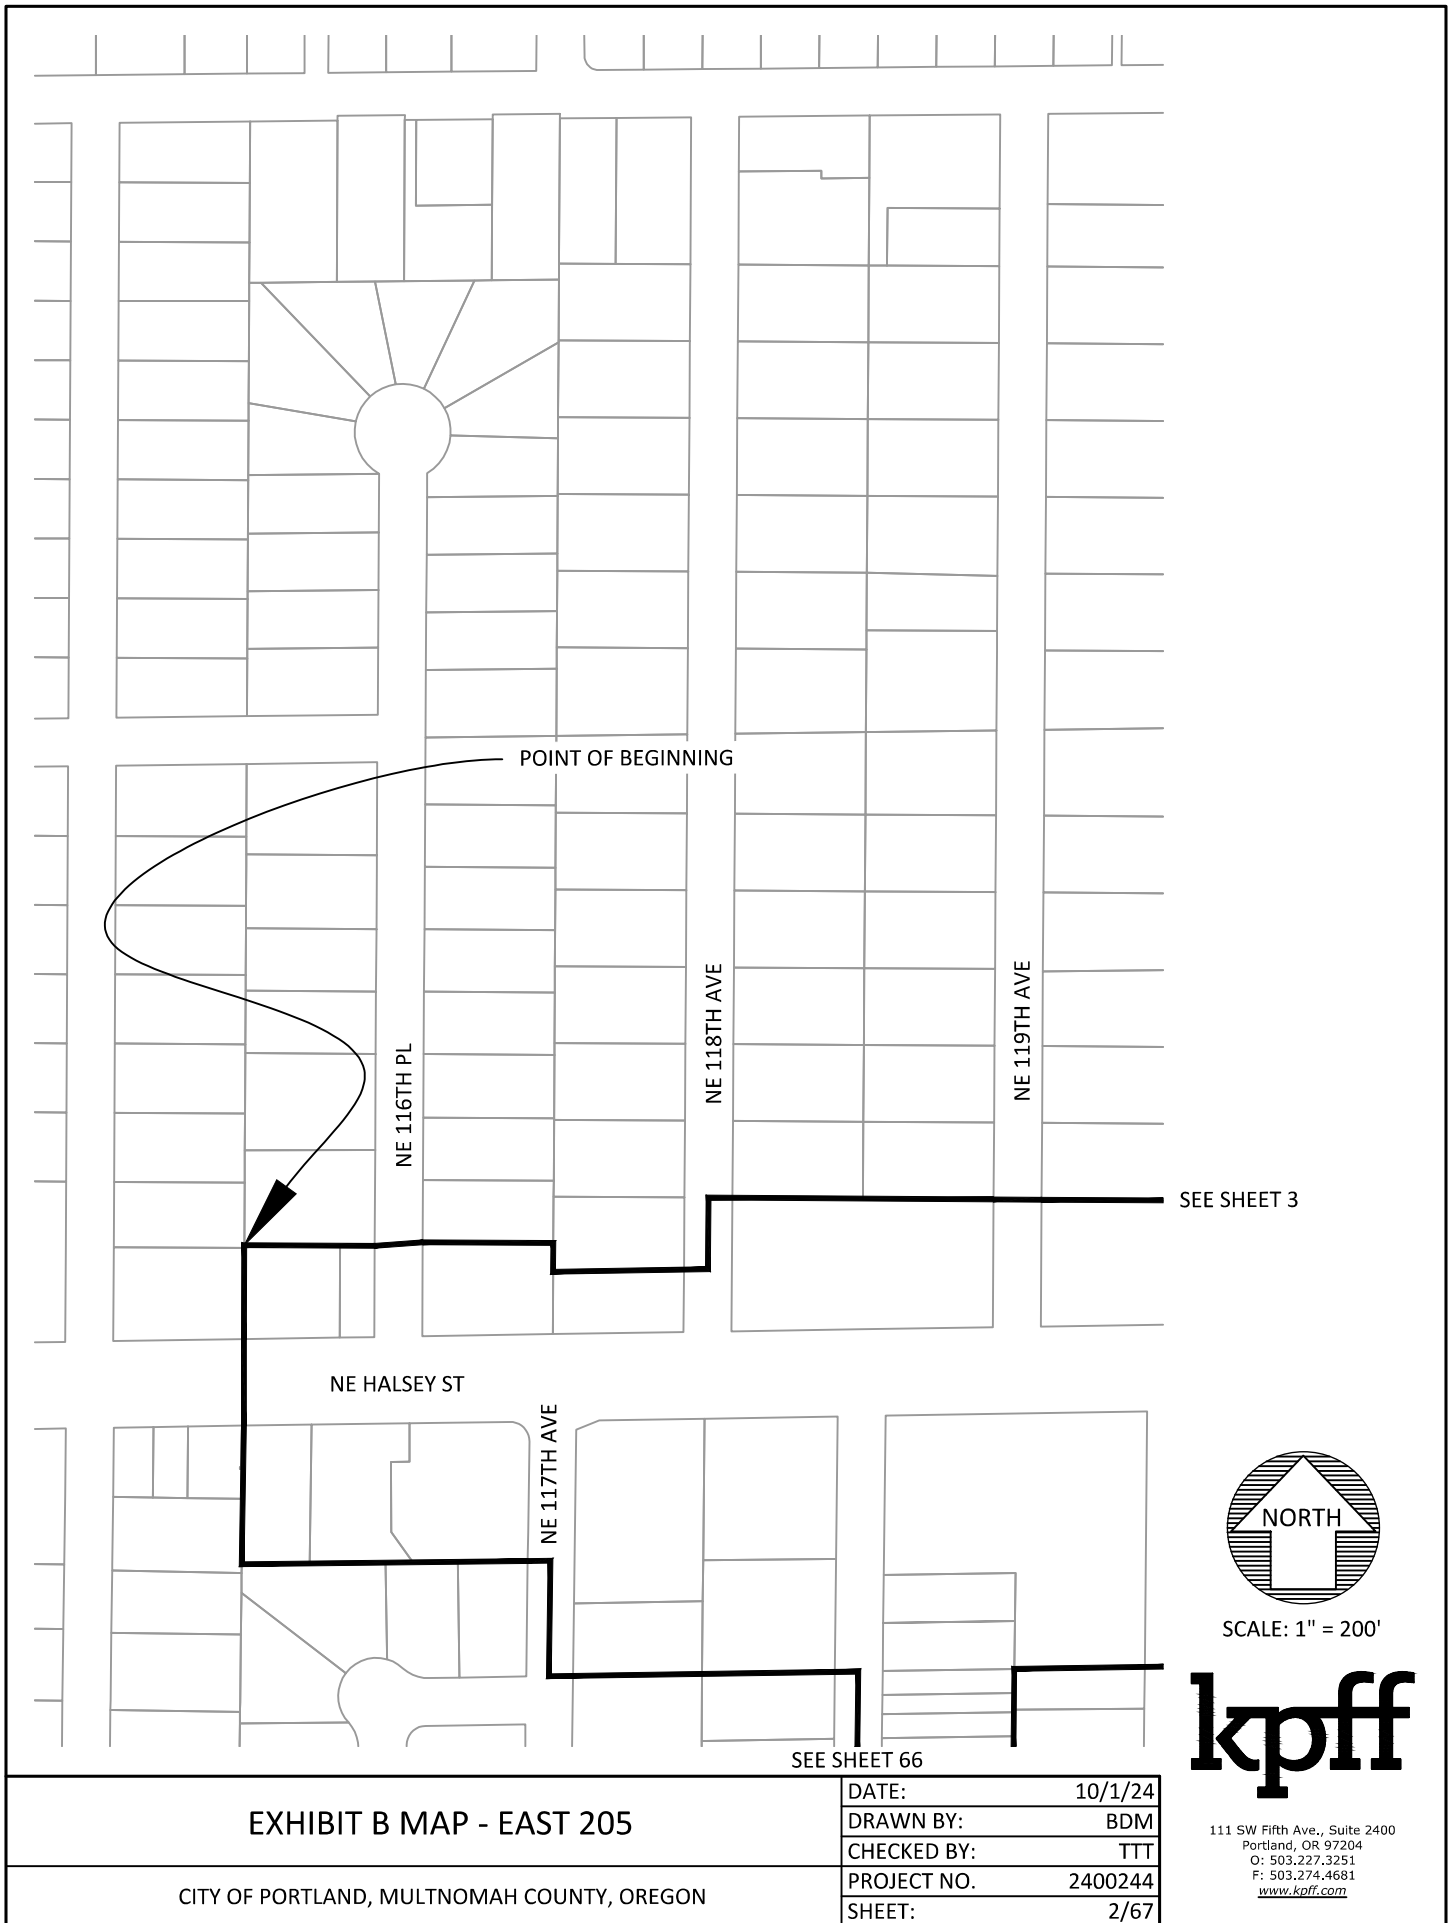 POINT OF BEGINNING
NE 116TH PL
NE 118TH AVE
NE 119TH AVE
SEE SHEET 3
NE HALSEY ST
NE 117TH AVE
NORTH
SCALE: 1" = 200'
kpff
SEE SHEET 66
EXHIBIT B MAP - EAST 205
CITY OF PORTLAND, MULTNOMAH COUNTY, OREGON
DATE: 10/1/24
DRAWN BY: BDM
CHECKED BY: TTT
PROJECT NO. 2400244
SHEET: 2/67
111 SW Fifth Ave., Suite 2400
Portland, OR 97204
O: 503.227.3251
F: 503.274.4681
www.kpff.com